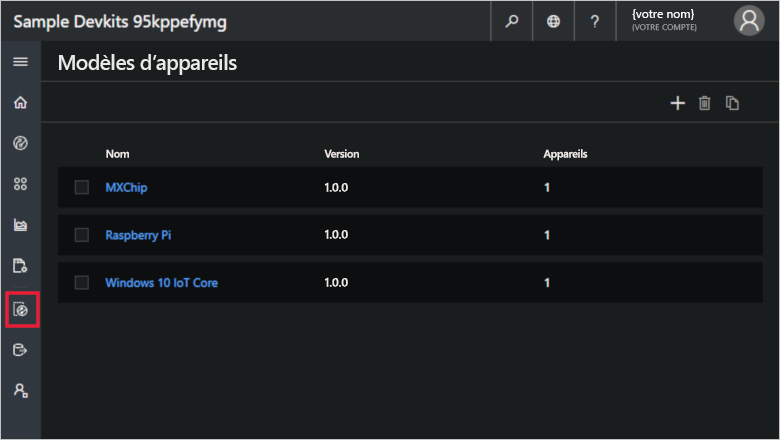 Sample Devkits 95kppefymg
?
{votre nom}
(VOTRE COMPTE)
Modèles d’appareils
Nom Version Appareils
MXChip 1.0.0 1
Raspberry Pi 1.0.0 1
Windows 10 IoT Core 1.0.0 1